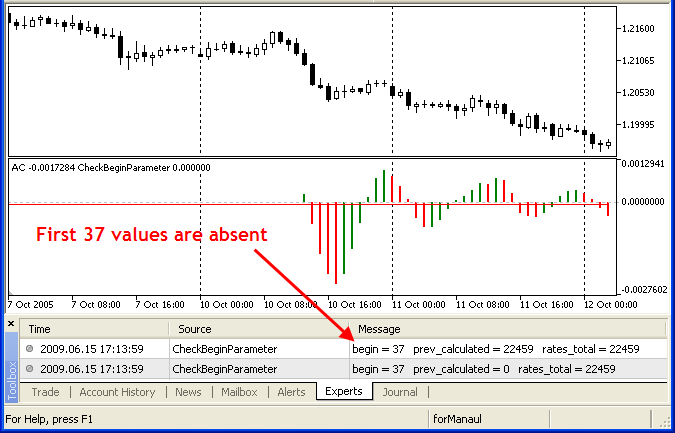 1.21600
1.21065
1.20530
1.19995
AC -0.0017284 CheckBeginParameter 0.000000
0.0012941
0.000000
-0.0027602
First 37 values are absent
7 Oct 2005 7 Oct 08:00 7 Oct 16:00 10 Oct 00:00 10 Oct 08:00 10 Oct 16:00 11 Oct 00:00 11 Oct 08:00 11 Oct 16:00 12 Oct 00:00
Time Source Message
2009.06.15 17:13:59 CheckBeginParameter begin = 37 prev_calculated = 22459 rates_total = 22459
2009.06.15 17:13:59 CheckBeginParameter begin = 37 prev_calculated = 0 rates_total = 22459
Toolbox
Trade Account History News Mailbox Alerts Experts Journal
For Help, press F1 forManaul